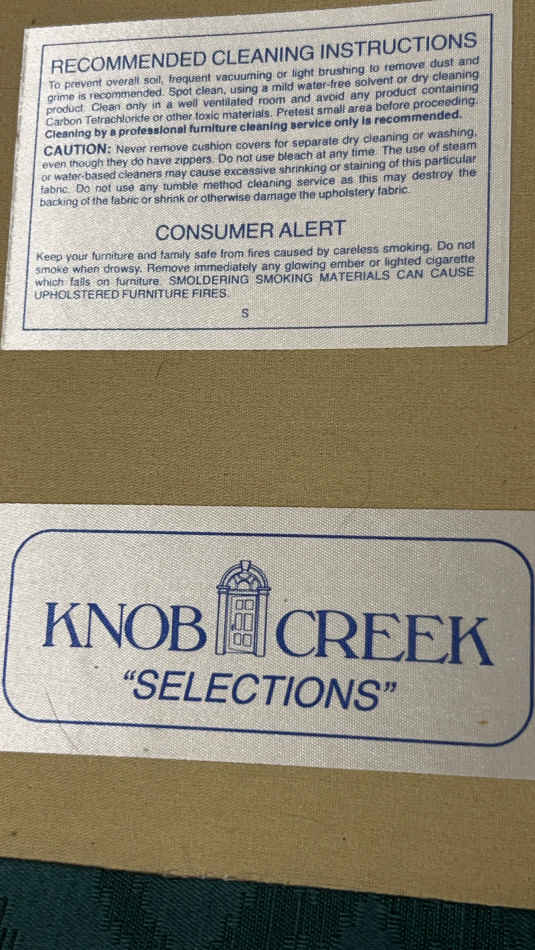 RECOMMENDED CLEANING INSTRUCTIONS
To prevent overall soil, frequent vacuuming or light brushing to remove dust and
grime is recommended. Spot clean, using a mild water-free solvent or dry cleaning
product. Clean only in a well ventilated room and avoid any product containing
Carbon Tetrachloride or other toxic materials. Pretest small area before proceeding.
Cleaning by a professional furniture cleaning service only is recommended.
CAUTION: Never remove cushion covers for separate dry cleaning or washing,
even though they do have zippers. Do not use bleach at any time. The use of steam
or water-based cleaners may cause excessive shrinking or staining of this particular
fabric. Do not use any tumble method cleaning service as this may destroy the
backing of the fabric or shrink or otherwise damage the upholstery fabric.
CONSUMER ALERT
Keep your furniture and family safe from fires caused by careless smoking. Do not
smoke when drowsy. Remove immediately any glowing ember or lighted cigarette
which falls on furniture. SMOLDERING SMOKING MATERIALS CAN CAUSE
UPHOLSTERED FURNITURE FIRES.
S
KNOB CREEK
“SELECTIONS”